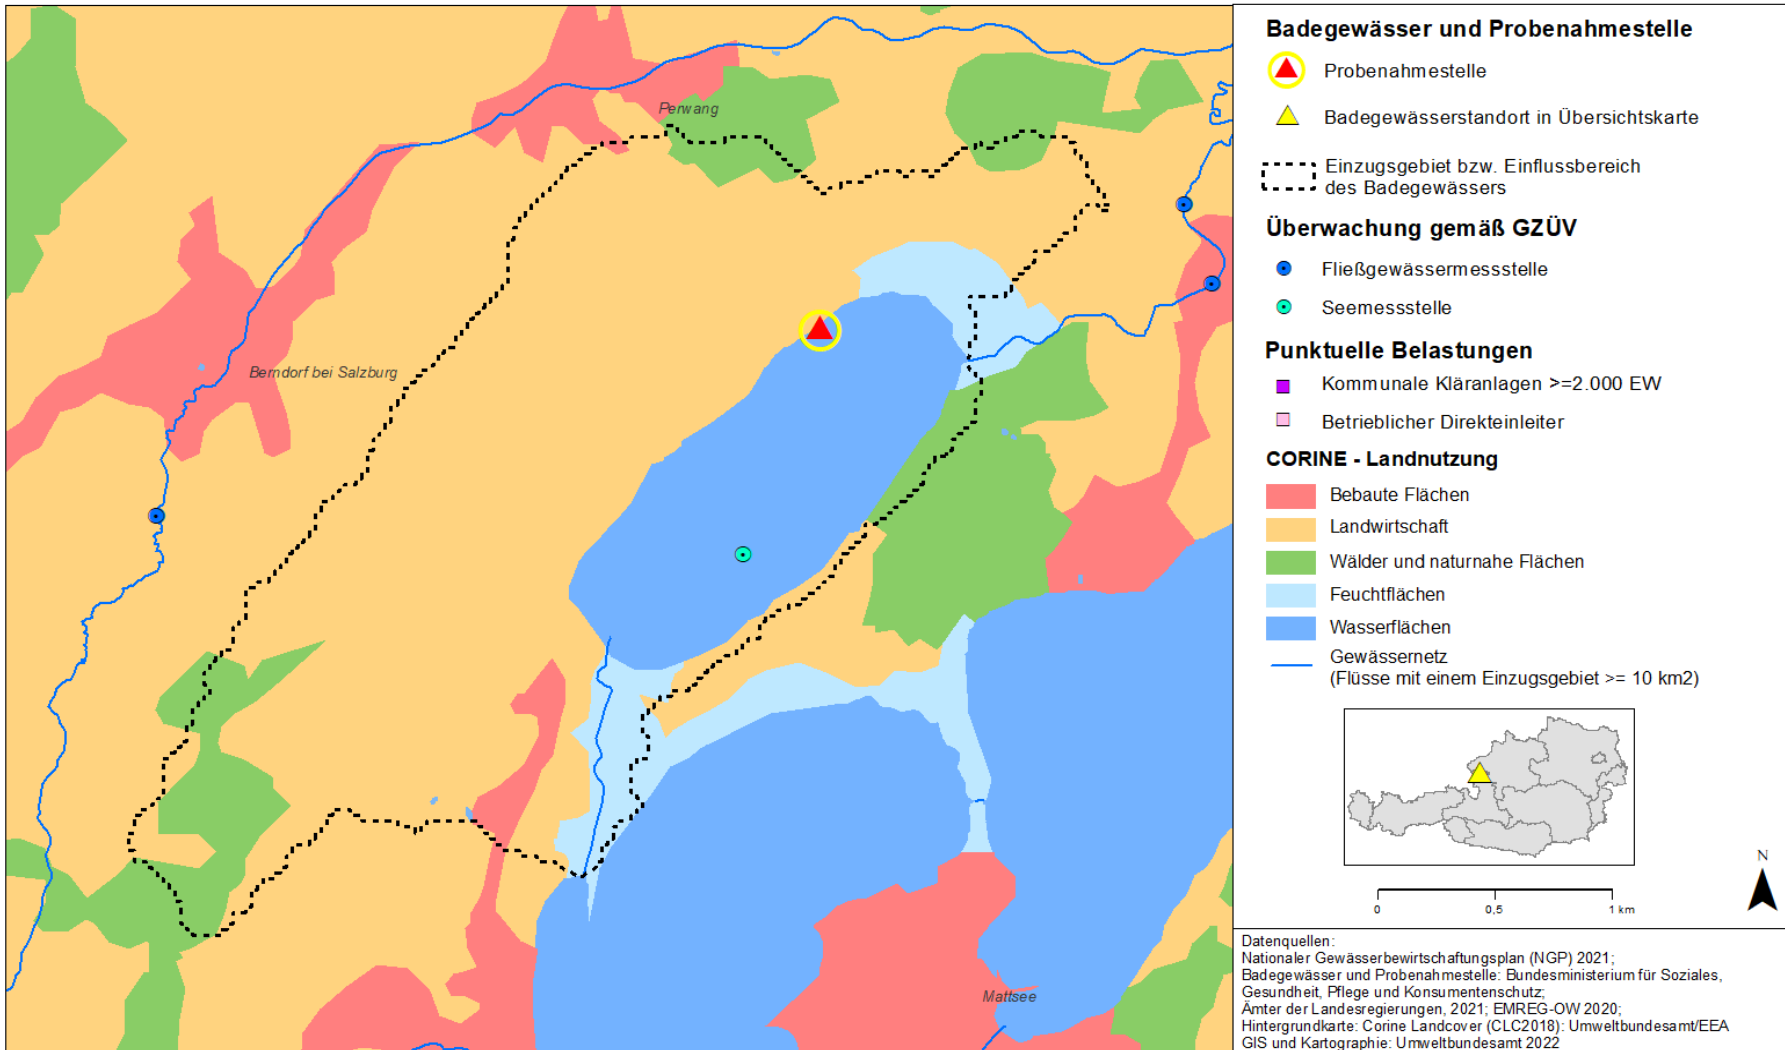 Perwang
Berndorf bei Salzburg
Mattsee
Badegewässer und Probenahmestelle
Probenahmestelle
Badegewässerstandort in Übersichtskarte
Einzugsgebiet bzw. Einflussbereich
des Badegewässers
Überwachung gemäß GZÜV
Fließgewässermessstelle
Seemessstelle
Punktuelle Belastungen
Kommunale Kläranlagen >=2.000 EW
Betrieblicher Direkteinleiter
CORINE - Landnutzung
Bebaute Flächen
Landwirtschaft
Wälder und naturnahe Flächen
Feuchtflächen
Wasserflächen
Gewässernetz
(Flüsse mit einem Einzugsgebiet >= 10 km2)
N
0 0,5 1 km
Datenquellen:
Nationaler Gewässerbewirtschaftungsplan (NGP) 2021;
Badegewässer und Probenahmestelle: Bundesministerium für Soziales,
Gesundheit, Pflege und Konsumentenschutz;
Ämter der Landesregierungen, 2021; EMREG-OW 2020;
Hintergrundkarte: Corine Landcover (CLC2018): Umweltbundesamt/EEA
GIS und Kartographie: Umweltbundesamt 2022